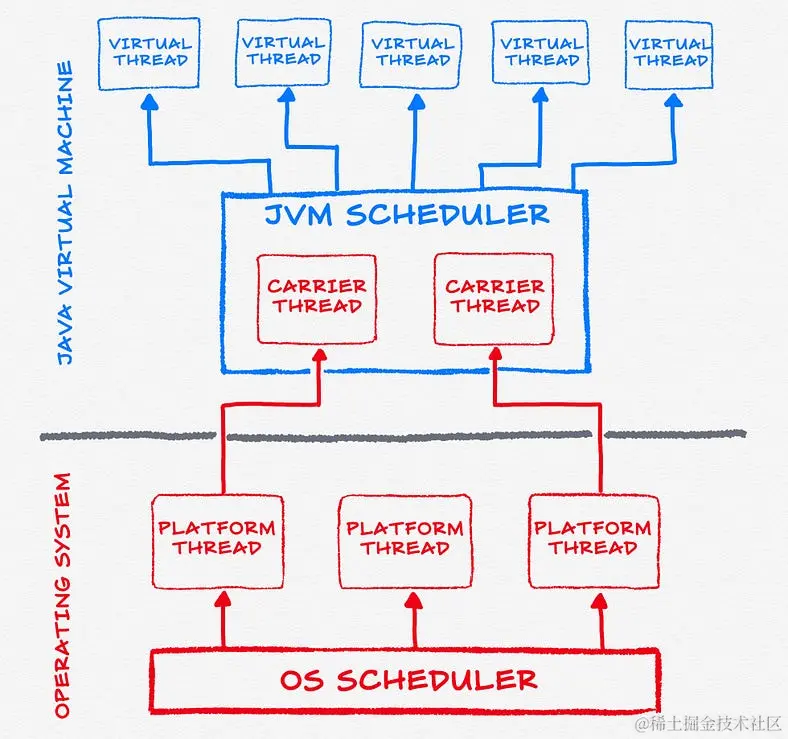 VIRTUAL
THREAD
VIRTUAL
THREAD
VIRTUAL
THREAD
VIRTUAL
THREAD
VIRTUAL
THREAD
JAVA VIRTUAL MACHINE
JVM SCHEDULER
CARRIER
THREAD
CARRIER
THREAD
OPERATING SYSTEM
PLATFORM
THREAD
PLATFORM
THREAD
PLATFORM
THREAD
OS SCHEDULER
@稀土掘金技术社区